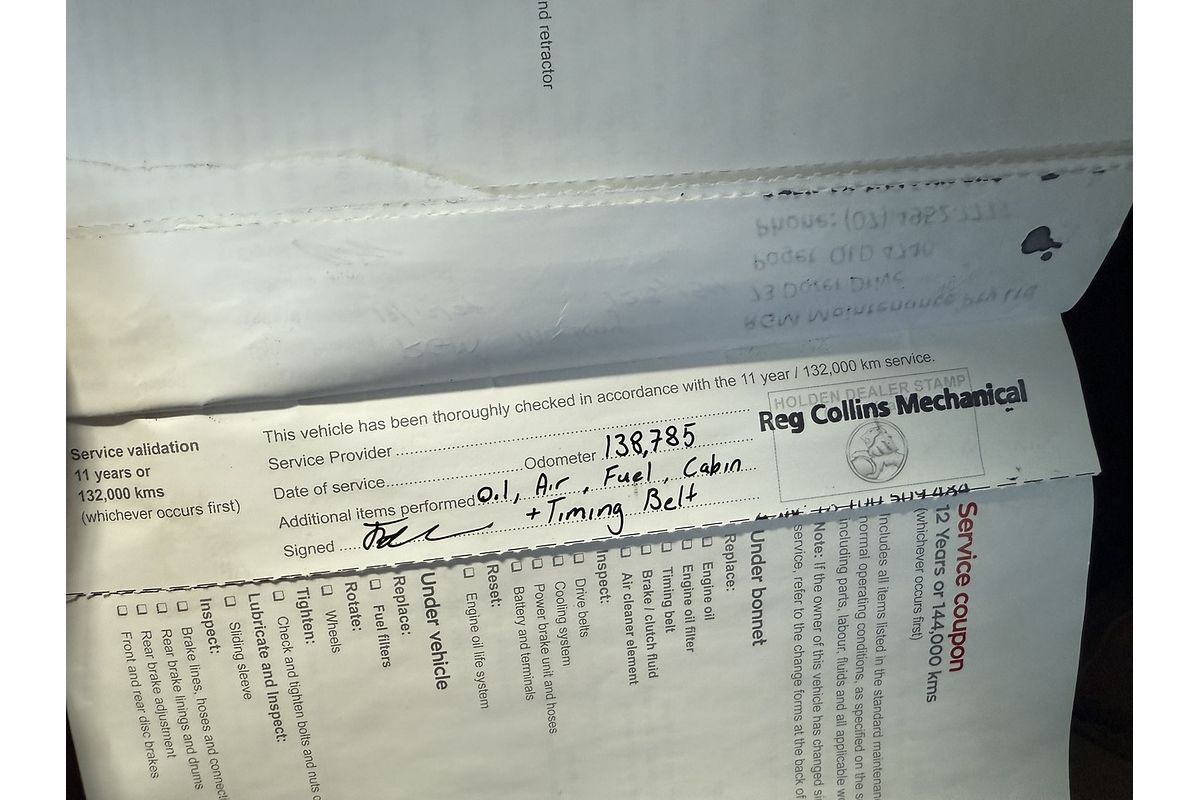 nd retractor
Phone: (07) 4952 7777
Paget QLD 4740
RGM Maintenance Pty Ltd
Service validation
11 years or
132,000 kms
(whichever occurs first)
This vehicle has been thoroughly checked in accordance with the 11 year / 132,000 km service.
Service Provider
Date of service Odometer 138,785
Additional items performed Oil, Air, Fuel, Cabin
+ Timing Belt
Signed
HOLDEN DEALER STAMP
Reg Collins Mechanical
Service coupon
12 Years or 144,000 kms
(whichever occurs first)
Includes all items listed in the standard maintenan
normal operating conditions, as specified on the s
including parts, labour, fluids and all applicable w
Note: If the owner of this vehicle has changed si
service, refer to the change forms at the back of
Under bonnet
Replace:
Engine oil
Engine oil filter
Timing belt
Brake / clutch fluid
Air cleaner element
Inspect:
Drive belts
Cooling system
Power brake unit and hoses
Battery and terminals
Reset:
Engine oil life system
Under vehicle
Replace:
Fuel filters
Rotate:
Wheels
Tighten:
Check and tighten bolts and nuts o
Lubricate and Inspect:
Sliding sleeve
Inspect:
Brake lines, hoses and connecti
Rear brake linings and drums
Rear brake adjustment
Front and rear disc brakes